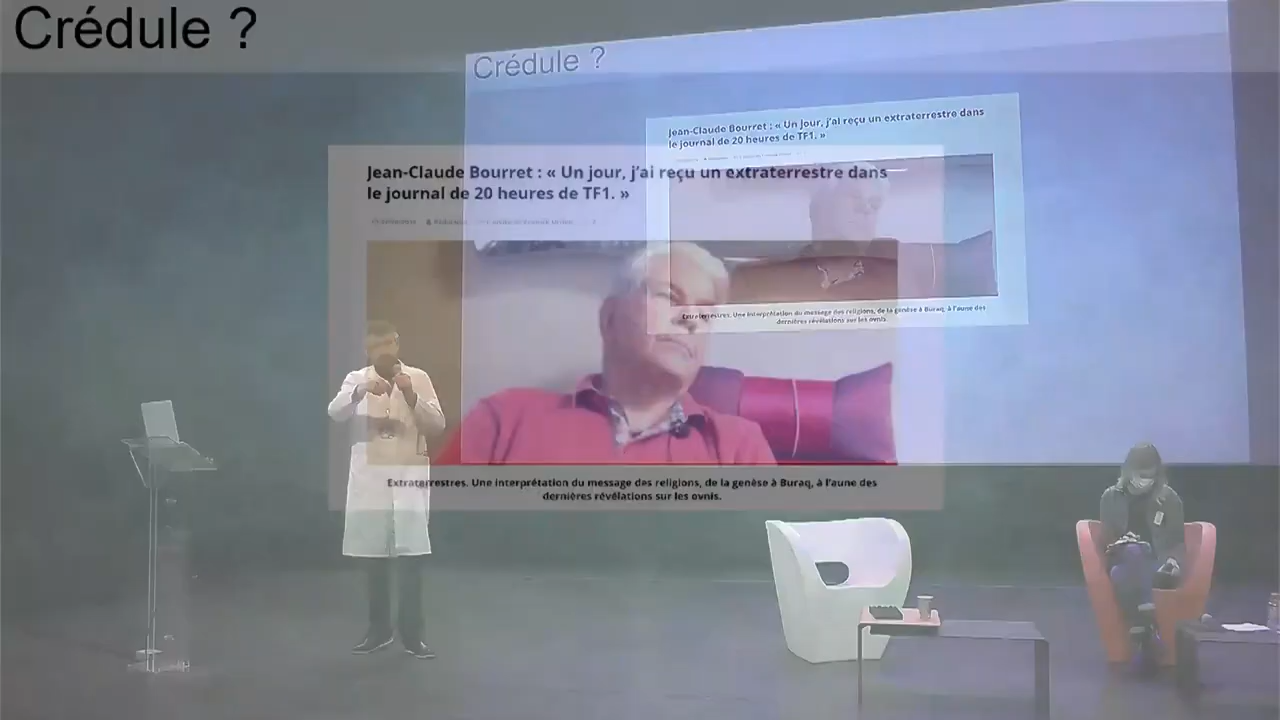 Crédule ?
Crédule ?
Jean-Claude Bourret : « Un jour, j'ai reçu un extraterrestre dans
le journal de 20 heures de TF1. »
Jean-Claude Bourret : « Un jour, j'ai reçu un extraterrestre dans
le journal de 20 heures de TF1. »
Extraterrestres. Une interprétation du message des religions, de la genèse à Buraq, à l'aune des
dernières révélations sur les ovnis.
Extraterrestres. Une interprétation du message des religions, de la genèse à Buraq, à l'aune des
dernières révélations sur les ovnis.